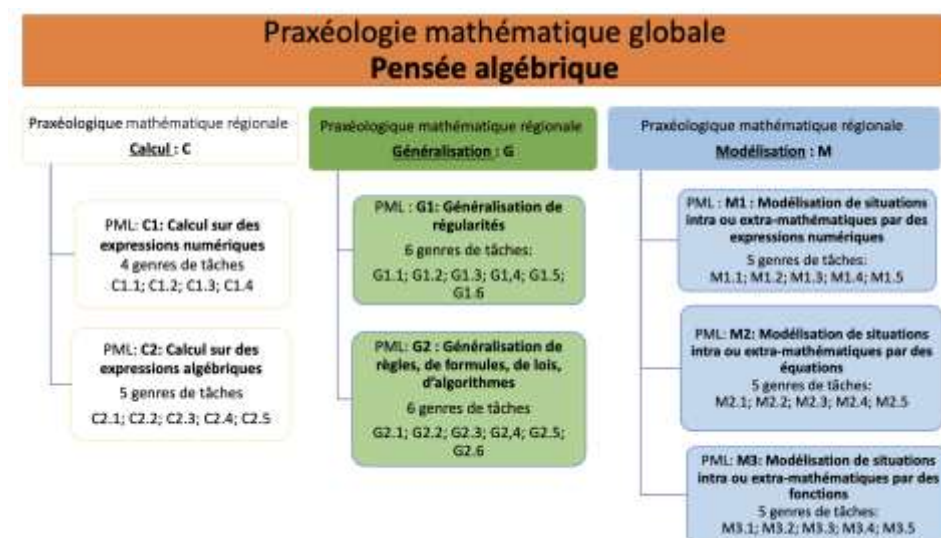 Praxéologie mathématique globale
Pensée algébrique
Praxéologique mathématique régionale
Calcul : C
PML: C1: Calcul sur des
expressions numériques
4 genres de tâches
C1.1; C1.2; C1.3; C1.4
PML: C2: Calcul sur des
expressions algébriques
5 genres de tâches
C2.1; C2.2; C2.3; C2.4; C2.5
Praxéologique mathématique régionale
Généralisation : G
PML : G1: Généralisation de
régularités
6 genres de tâches:
G1.1; G1.2; G1.3; G1,4; G1.5;
G1.6
PML: G2 : Généralisation de
règles, de formules, de lois,
d'algorithmes
6 genres de tâches
G2.1; G2.2; G2.3; G2,4; G2.5;
G2.6
Praxéologique mathématique régionale
Modélisation : M
PML : M1 : Modélisation de situations
intra ou extra-mathématiques par des
expressions numériques
5 genres de tâches:
M1.1; M1.2; M1.3; M1.4; M1.5
PML: M2: Modélisation de situations
intra ou extra-mathématiques par des
équations
5 genres de tâches:
M2.1; M2.2; M2.3; M2.4; M2.5
PML: M3: Modélisation de situations
intra ou extra-mathématiques par des
fonctions
5 genres de tâches:
M3.1; M3.2; M3.3; M3.4; M3.5